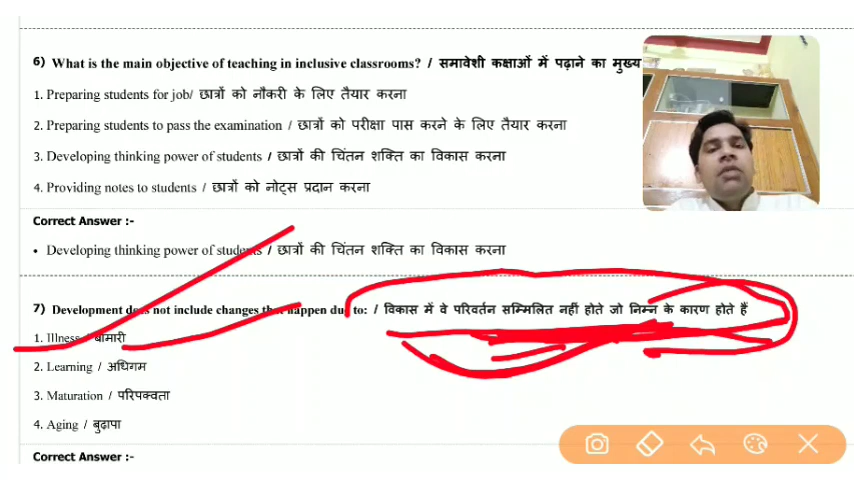 6) What is the main objective of teaching in inclusive classrooms? / समावेशी कक्षाओं में पढ़ाने का मुख्य
1. Preparing students for job/ छात्रों को नौकरी के लिए तैयार करना
2. Preparing students to pass the examination / छात्रों को परीक्षा पास करने के लिए तैयार करना
3. Developing thinking power of students / छात्रों की चिंतन शक्ति का विकास करना
4. Providing notes to students / छात्रों को नोट्स प्रदान करना
Correct Answer :-
• Developing thinking power of students / छात्रों की चिंतन शक्ति का विकास करना
7) Development does not include changes that happen due to: / विकास में वे परिवर्तन सम्मिलित नहीं होते जो निम्न के कारण होते हैं
1. Illness / बीमारी
2. Learning / अधिगम
3. Maturation / परिपक्वता
4. Aging / बुढ़ापा
Correct Answer :-